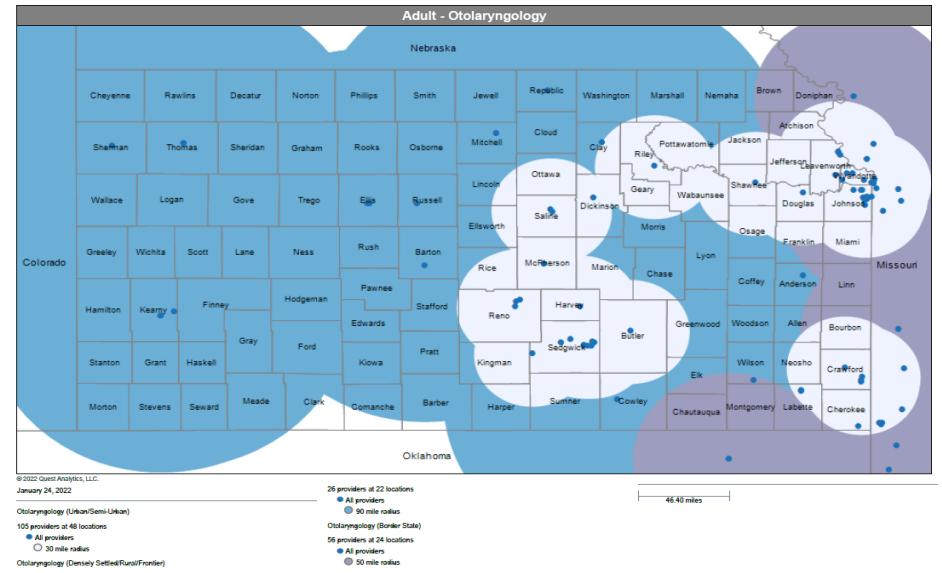 Adult - Otolaryngology
Nebraska
Cheyenne Rawlins Decatur Norton Phillips Smith Jewell Republic Washington Marshall Nemaha Brown Doniphan
Atchison
Sherman Thomas Sheridan Graham Rooks Osborne Mitchell Cloud Clay Riley Pottawatomie Jackson
Jefferson Leavenworth
Wyandotte
Wallace Logan Gove Trego Ellis Russell Lincoln Ottawa Geary Wabaunsee Shawnee
Saline Dickinson Douglas Johnson
Ellsworth Morris Osage
Greeley Wichita Scott Lane Ness Rush Barton Lyon Franklin Miami
Colorado Rice McPherson Marion Chase Missouri
Pawnee Coffey Anderson Linn
Hamilton Kearny Finney Hodgeman Stafford Reno Harvey
Edwards Greenwood Woodson Allen Bourbon
Gray Ford Butler
Stanton Grant Haskell Kiowa Pratt Kingman Sedgwick Wilson Neosho Crawford
Elk
Morton Stevens Seward Meade Clark Comanche Barber Harper Sumner Cowley Chautauqua Montgomery Labette Cherokee
Oklahoma
© 2022 Quest Analytics, LLC.
January 24, 2022
Otolaryngology (Urban/Semi-Urban)
105 providers at 48 locations
All providers
30 mile radius
Otolaryngology (Densely Settled/Rural/Frontier)
26 providers at 22 locations
All providers
90 mile radius
Otolaryngology (Border State)
56 providers at 24 locations
All providers
50 mile radius
46.40 miles